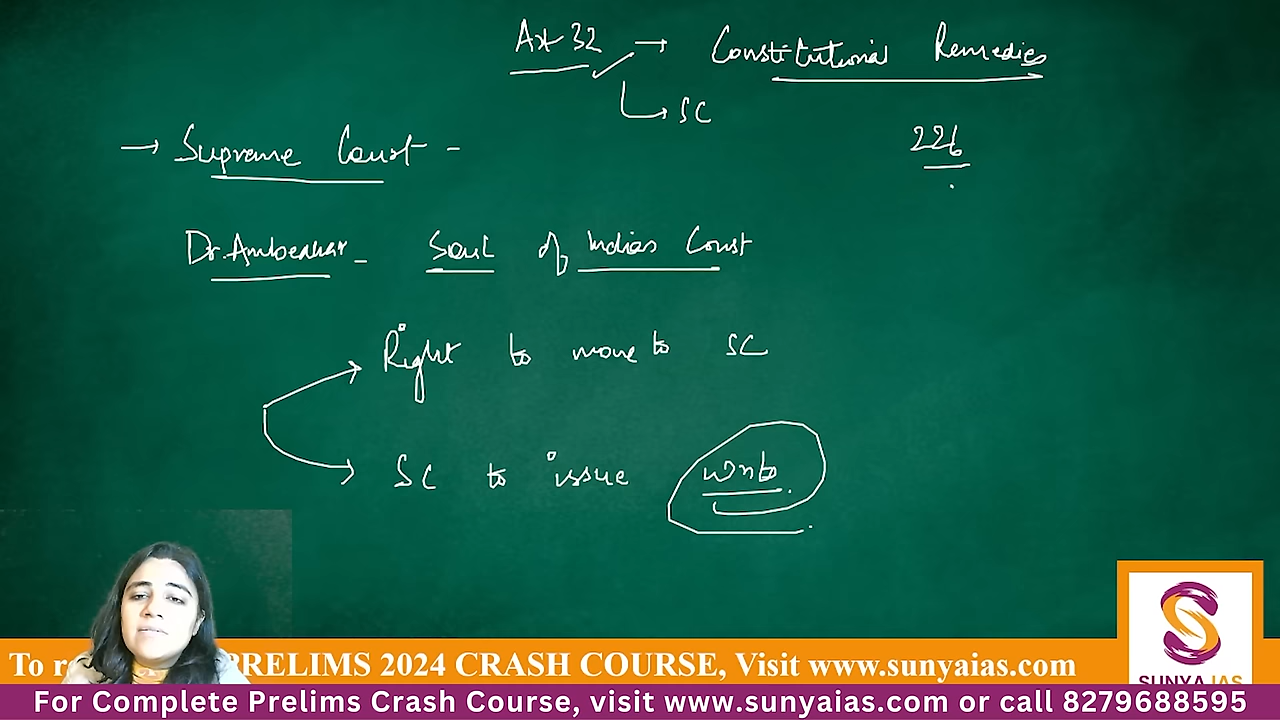 Art 32 → Constitutional Remedies
→ SC
226
→ Supreme Court -
Dr. Ambedkar - Soul of Indian Const
Right to move to SC
SC to issue writs.
To r PRELIMS 2024 CRASH COURSE, Visit www.sunyaias.com
SUNYA IAS
For Complete Prelims Crash Course, visit www.sunyaias.com or call 8279688595